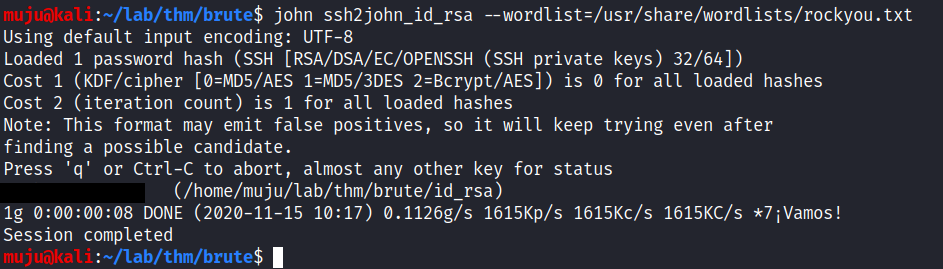 muju@kali:~/lab/thm/brute$ john ssh2john_id_rsa --wordlist=/usr/share/wordlists/rockyou.txt
Using default input encoding: UTF-8
Loaded 1 password hash (SSH [RSA/DSA/EC/OPENSSH (SSH private keys) 32/64])
Cost 1 (KDF/cipher [0=MD5/AES 1=MD5/3DES 2=Bcrypt/AES]) is 0 for all loaded hashes
Cost 2 (iteration count) is 1 for all loaded hashes
Note: This format may emit false positives, so it will keep trying even after
finding a possible candidate.
Press 'q' or Ctrl-C to abort, almost any other key for status
(/home/muju/lab/thm/brute/id_rsa)
1g 0:00:00:08 DONE (2020-11-15 10:17) 0.1126g/s 1615Kp/s 1615Kc/s 1615KC/s *7¡Vamos!
Session completed
muju@kali:~/lab/thm/brute$